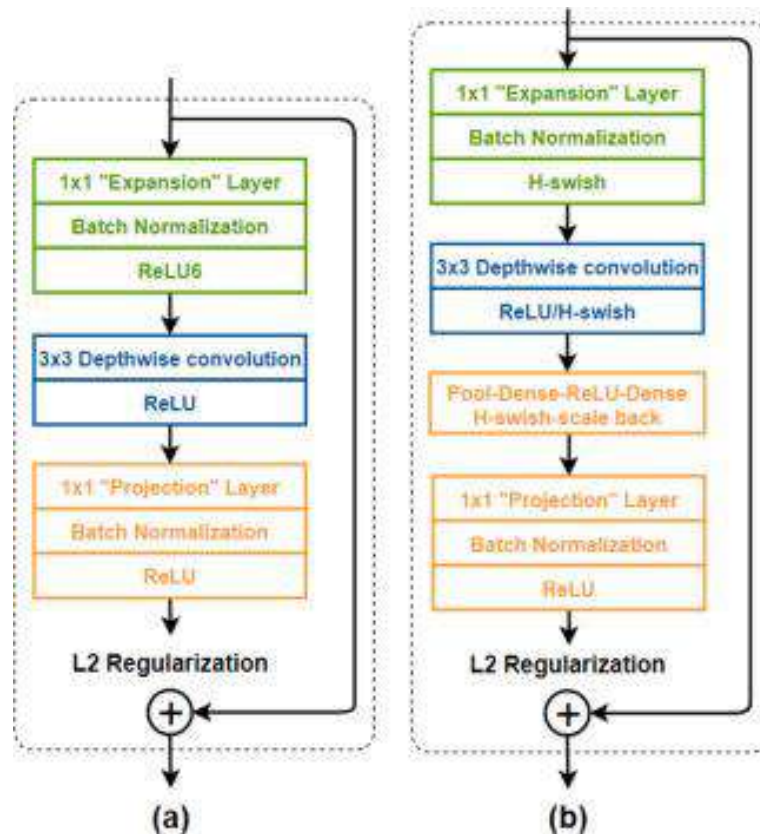 1x1 "Expansion" Layer
Batch Normalization
ReLU6
3x3 Depthwise convolution
ReLU
1x1 "Projection" Layer
Batch Normalization
ReLU
L2 Regularization
+
(a)
1x1 "Expansion" Layer
Batch Normalization
H-swish
3x3 Depthwise convolution
ReLU/H-swish
Pool-Dense-ReLU-Dense
H-swish-scale back
1x1 "Projection" Layer
Batch Normalization
ReLU
L2 Regularization
+
(b)